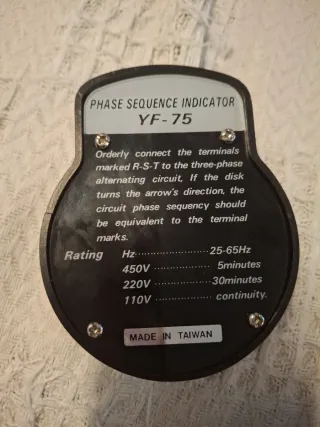 PHASE SEQUENCE INDICATOR
YF-75
Orderly connect the terminals
marked R-S-T to the three-phase
alternating circuit, If the disk
turns the arrow's direction, the
circuit phase sequency should
be equivalent to the terminal
marks.
Rating Hz........................ 25-65Hz
450V .................. 5minutes
220V .................. 30minutes
110V .................. continuity.
MADE IN TAIWAN